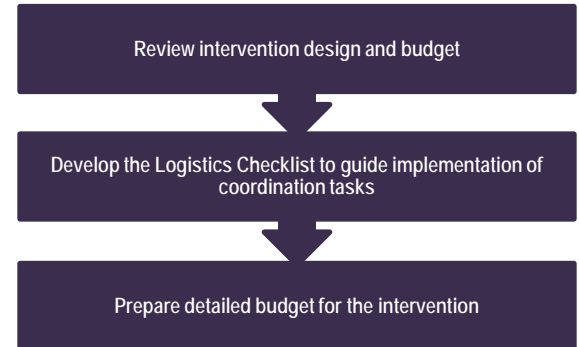 Review intervention design and budget
Develop the Logistics Checklist to guide implementation of
coordination tasks
Prepare detailed budget for the intervention